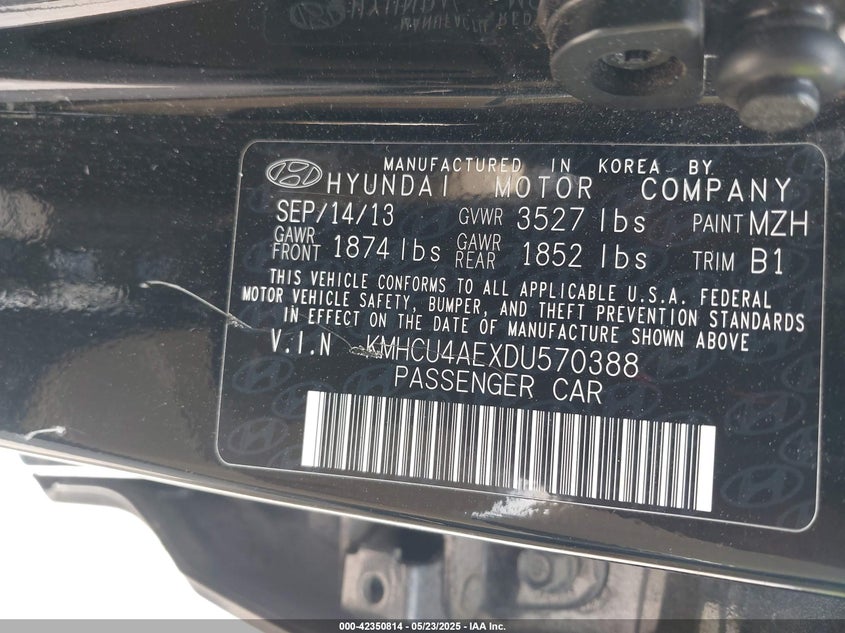 MANUFACTURED IN KOREA BY
HYUNDAI MOTOR COMPANY
SEP/14/13 GVWR 3527 lbs PAINT MZH
GAWR FRONT 1874 lbs GAWR REAR 1852 lbs TRIM B1
THIS VEHICLE CONFORMS TO ALL APPLICABLE U.S.A. FEDERAL
MOTOR VEHICLE SAFETY, BUMPER, AND THEFT PREVENTION STANDARDS
IN EFFECT ON THE DATE OF MANUFACTURE SHOWN ABOVE
V.I.N KMHCU4AEXDU570388
PASSENGER CAR
000-42350814 - 05/23/2025 - IAA Inc.